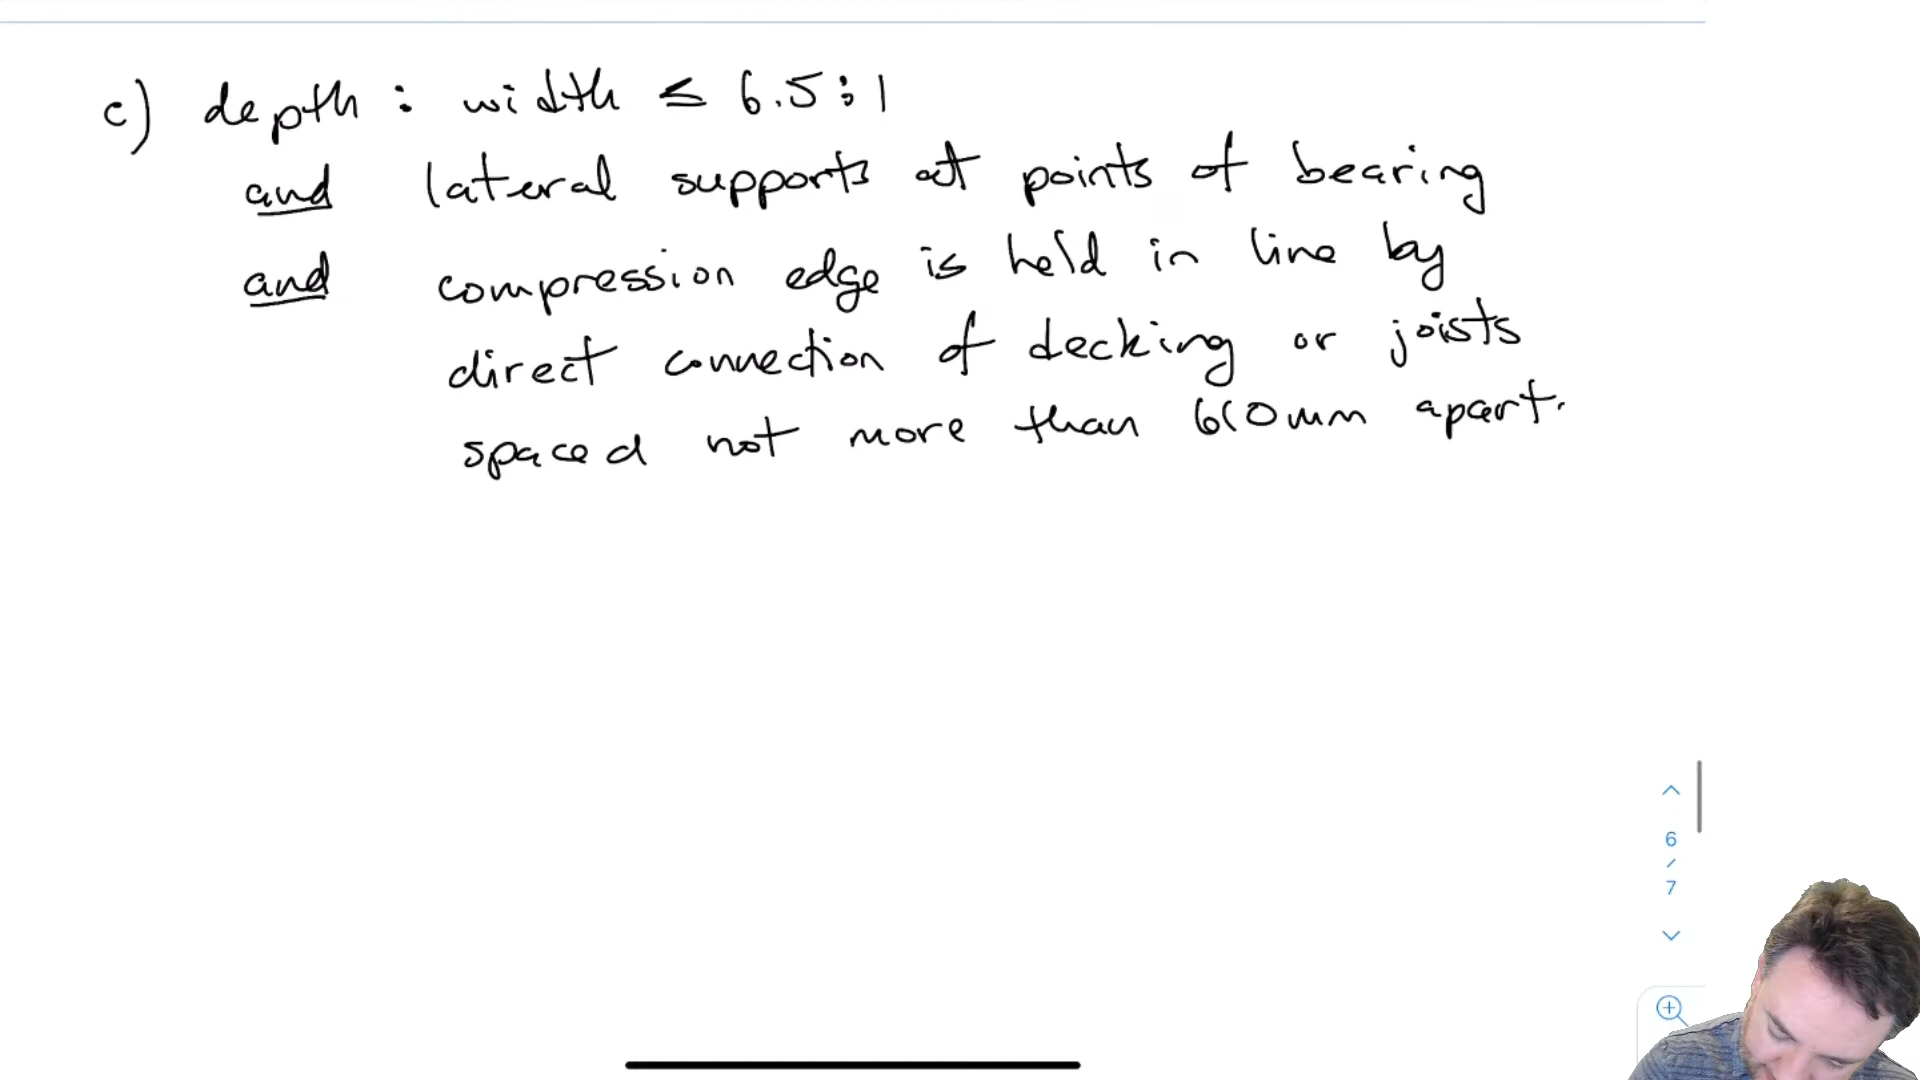 c) depth : width ≤ 6.5:1
and lateral supports at points of bearing
and compression edge is held in line by
direct connection of decking or joists
spaced not more than 610mm apart.
6
/
7